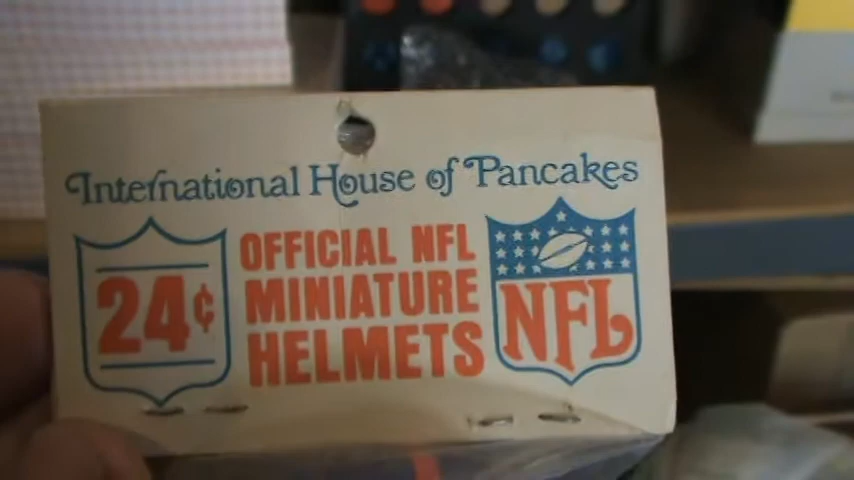 International House of Pancakes
24¢
OFFICIAL NFL
MINIATURE
HELMETS
NFL